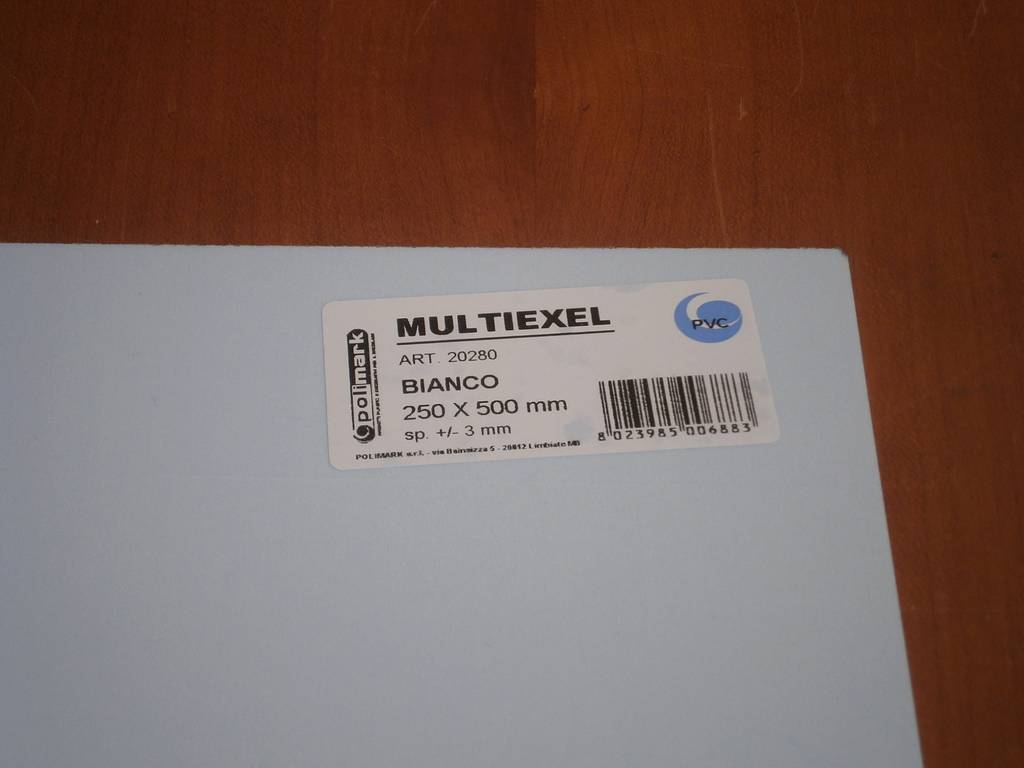 MULTIEXEL
PVC
ART. 20280
BIANCO
250 X 500 mm
sp. +/- 3 mm
polimark
8 023985 006883
POLIMARK s.r.l. - via 5 - 20812 Limbiate MB